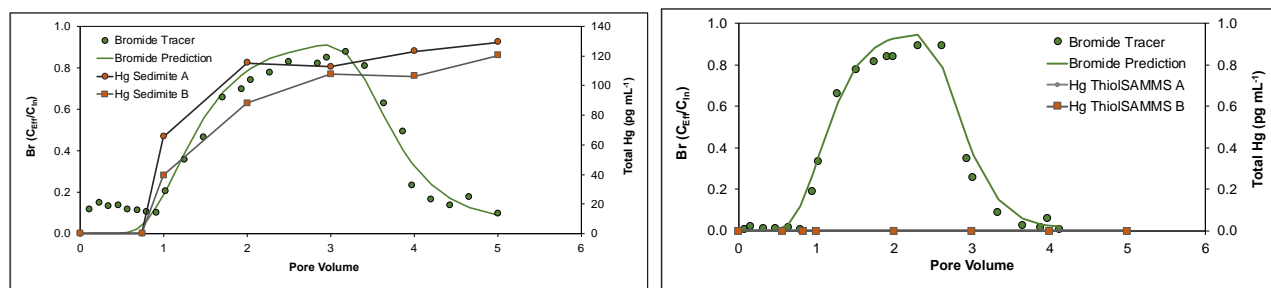 1.0
0.8
0.6
0.4
0.2
0.0
Br (C_Eff/C_In)
Bromide Tracer
Bromide Prediction
Hg Sedimite A
Hg Sedimite B
140
120
100
80
60
40
20
0
Total Hg (pg mL⁻¹)
0 1 2 3 4 5 6
Pore Volume
1.0
0.8
0.6
0.4
0.2
0.0
Br (C_Eff/C_In)
Bromide Tracer
Bromide Prediction
Hg ThiolSAMMS A
Hg ThiolSAMMS B
1.0
0.8
0.6
0.4
0.2
0.0
Total Hg (pg mL⁻¹)
0 1 2 3 4 5 6
Pore Volume